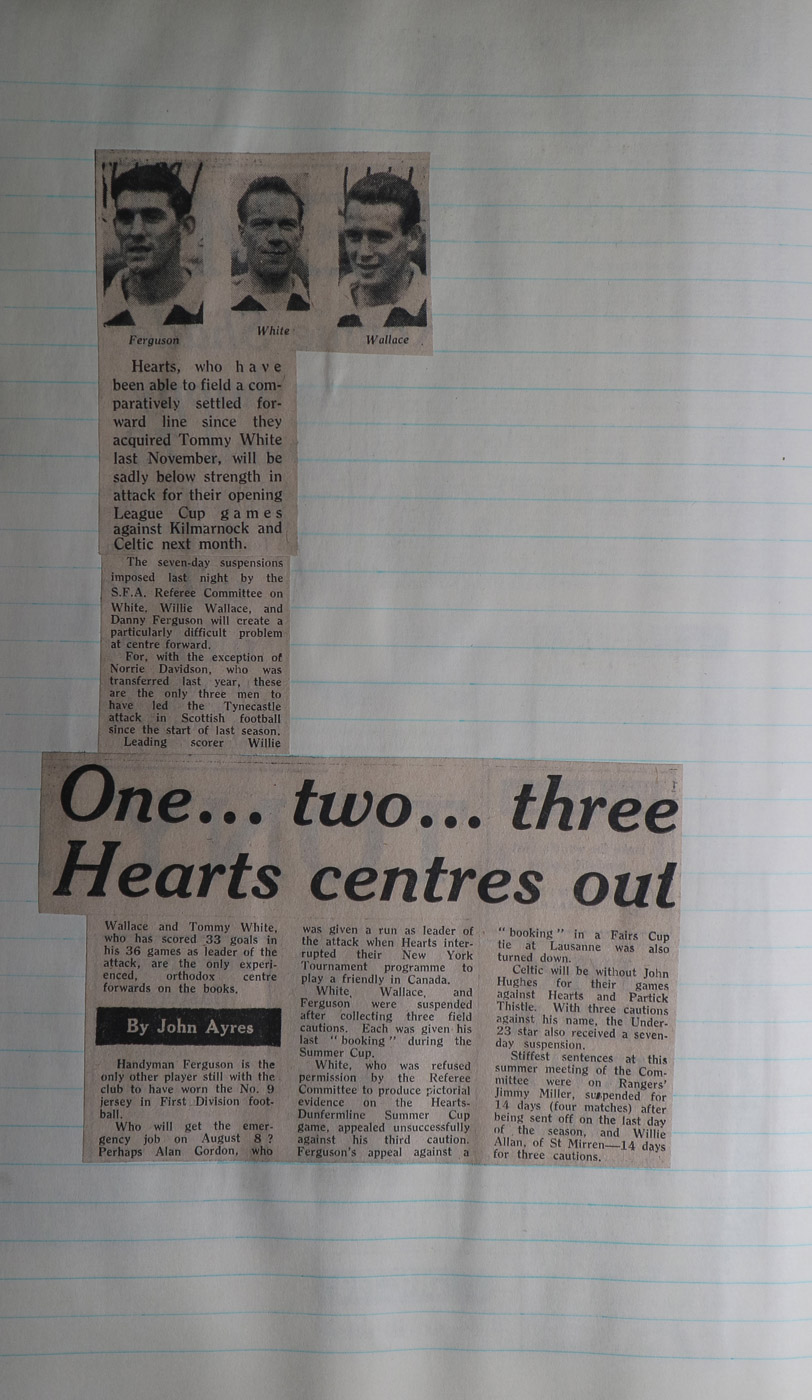 Ferguson
White
Wallace
Hearts, who have
been able to field a com-
paratively settled for-
ward line since they
acquired Tommy White
last November, will be
sadly below strength in
attack for their opening
League Cup games
against Kilmarnock and
Celtic next month.
The seven-day suspensions
imposed last night by the
S.F.A. Referee Committee on
White, Willie Wallace, and
Danny Ferguson will create a
particularly difficult problem
at centre forward.
For, with the exception of
Norrie Davidson, who was
transferred last year, these
are the only three men to
have led the Tynecastle
attack in Scottish football
since the start of last season.
Leading scorer Willie
One... two... three
Hearts centres out
Wallace and Tommy White,
who has scored 33 goals in
his 36 games as leader of the
attack, are the only experi-
enced, orthodox centre
forwards on the books.
By John Ayres
Handyman Ferguson is the
only other player still with the
club to have worn the No. 9
jersey in First Division foot-
ball.
Who will get the emer-
gency job on August 8 ?
Perhaps Alan Gordon, who
was given a run as leader of
the attack when Hearts inter-
rupted their New York
Tournament programme to
play a friendly in Canada.
White, Wallace, and
Ferguson were suspended
after collecting three field
cautions. Each was given his
last "booking" during the
Summer Cup.
White, who was refused
permission by the Referee
Committee to produce pictorial
evidence on the Hearts-
Dunfermline Summer Cup
game, appealed unsuccessfully
against his third caution.
Ferguson's appeal against a
"booking" in a Fairs Cup
tie at Lausanne was also
turned down.
Celtic will be without John
Hughes for their games
against Hearts and Partick
Thistle. With three cautions
against his name, the Under-
23 star also received a seven-
day suspension.
Stiffest sentences at this
summer meeting of the Com-
mittee were on Rangers'
Jimmy Miller, suspended for
14 days (four matches) after
being sent off on the last day
of the season, and Willie
Allan, of St Mirren—14 days
for three cautions.